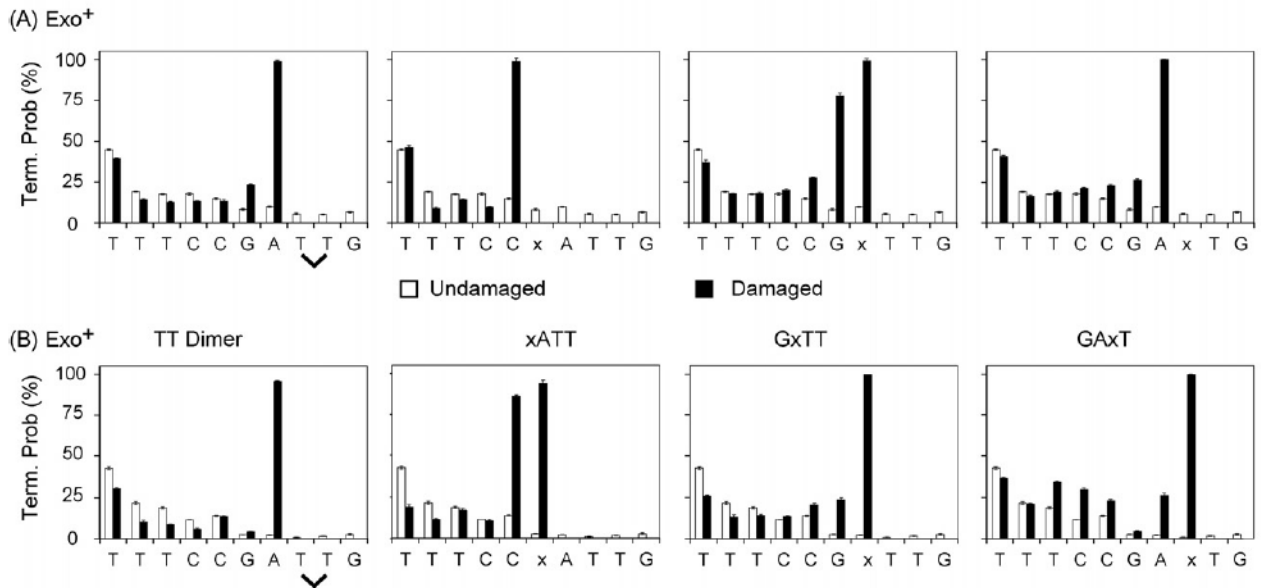 (A) Exo+
Term. Prob (%)
100
75
50
25
0
T T T C C G A T T G
T T T C C x A T T G
T T T C C G x T T G
T T T C C G A x T G
Undamaged
Damaged
(B) Exo+
TT Dimer
xATT
GxTT
GAxT
Term. Prob (%)
100
75
50
25
0
T T T C C G A T T G
T T T C C x A T T G
T T T C C G x T T G
T T T C C G A x T G